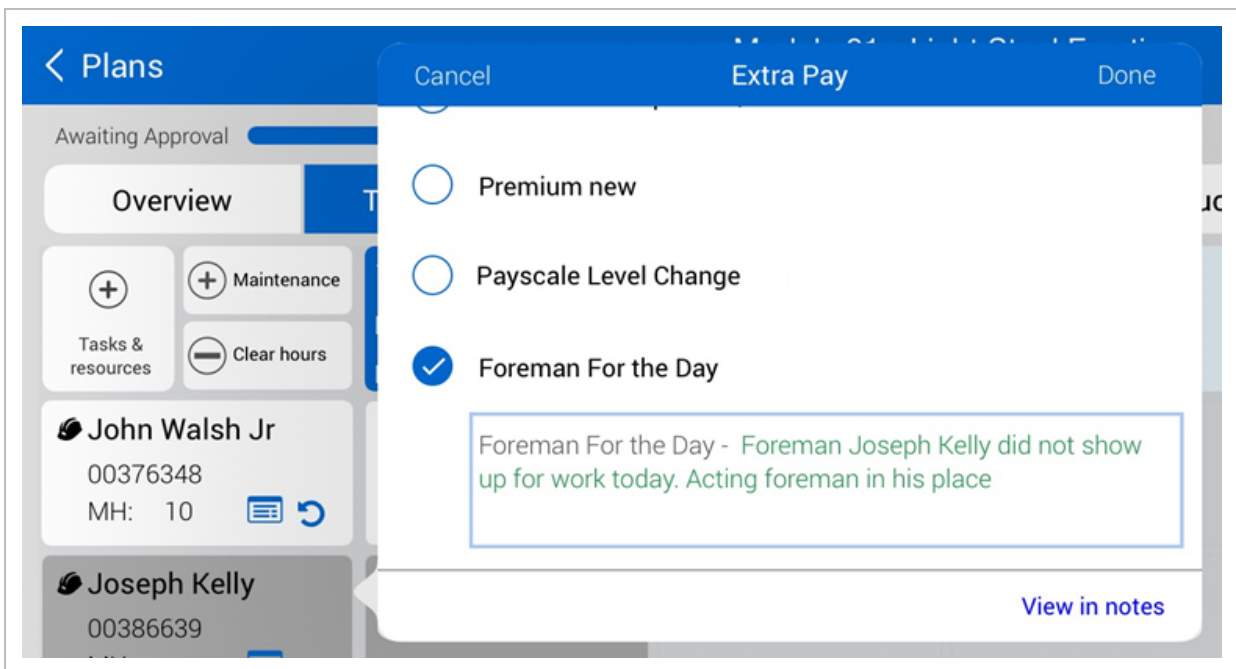 Plans
Cancel
Extra Pay
Done
Awaiting Approval
Overview
Premium new
Payscale Level Change
Maintenance
Tasks &
resources
Clear hours
Foreman For the Day
Foreman For the Day - Foreman Joseph Kelly did not show
up for work today. Acting foreman in his place
John Walsh Jr
00376348
MH: 10
Joseph Kelly
00386639
View in notes